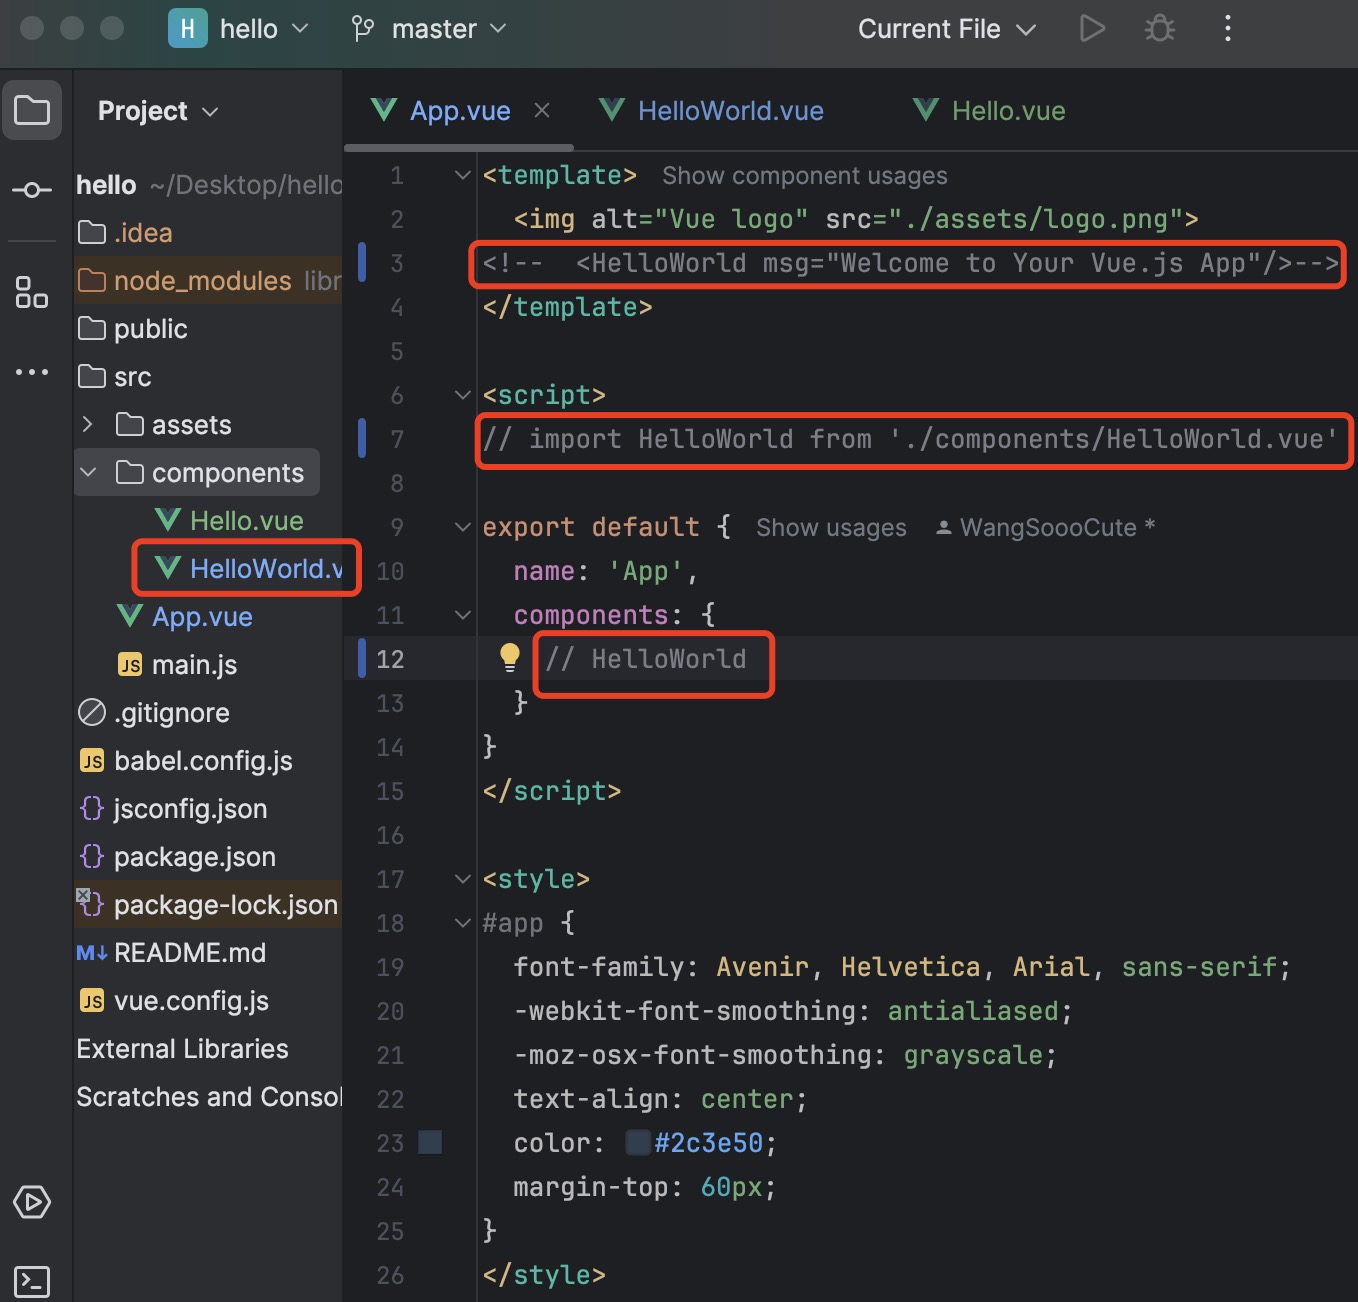 H hello master Current File
Project
App.vue HelloWorld.vue Hello.vue
hello ~/Desktop/hello
.idea
node_modules libr
public
src
assets
components
Hello.vue
HelloWorld.v
App.vue
JS main.js
.gitignore
JS babel.config.js
{} jsconfig.json
{} package.json
{} package-lock.json
M↓ README.md
JS vue.config.js
External Libraries
Scratches and Consol
1 <template> Show component usages
2 <img alt="Vue logo" src="./assets/logo.png">
3 <!--  <HelloWorld msg="Welcome to Your Vue.js App"/>-->
4 </template>
5
6 <script>
7 // import HelloWorld from './components/HelloWorld.vue'
8
9 export default { Show usages WangSoooCute *
10 name: 'App',
11 components: {
12 // HelloWorld
13 }
14 }
15 </script>
16
17 <style>
18 #app {
19 font-family: Avenir, Helvetica, Arial, sans-serif;
20 -webkit-font-smoothing: antialiased;
21 -moz-osx-font-smoothing: grayscale;
22 text-align: center;
23 color: #2c3e50;
24 margin-top: 60px;
25 }
26 </style>